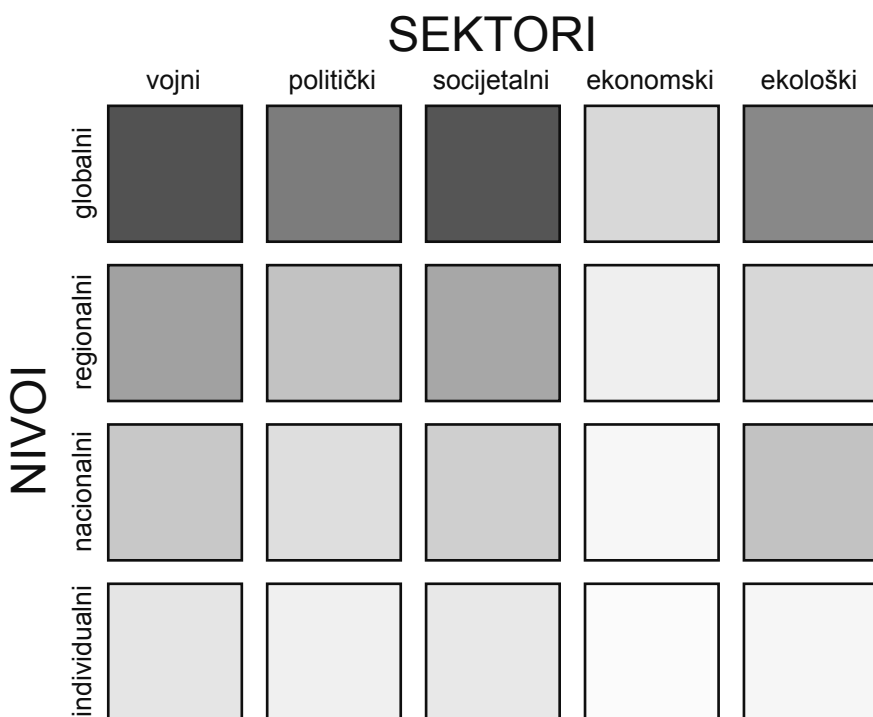 SEKTORI
vojni politički socijetalni ekonomski ekološki
globalni
regionalni
NIVOI
nacionalni
individualni